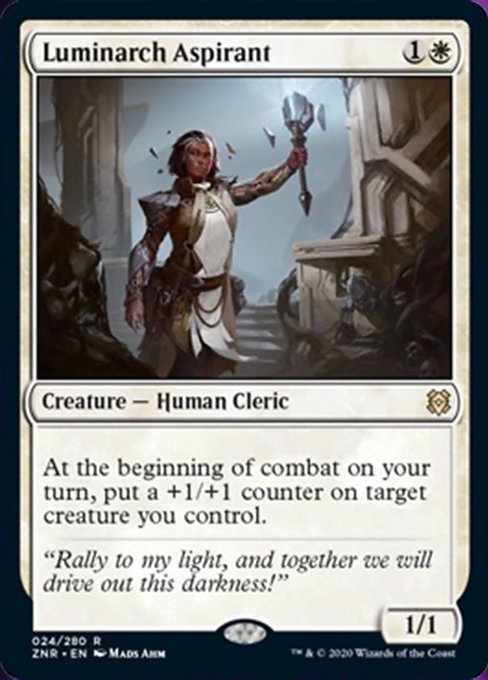 Luminarch Aspirant 1
Creature — Human Cleric
At the beginning of combat on your
turn, put a +1/+1 counter on target
creature you control.
“Rally to my light, and together we will
drive out this darkness!”
1/1
024/280 R
ZNR • EN Mads Ahm
™ & © 2020 Wizards of the Coast